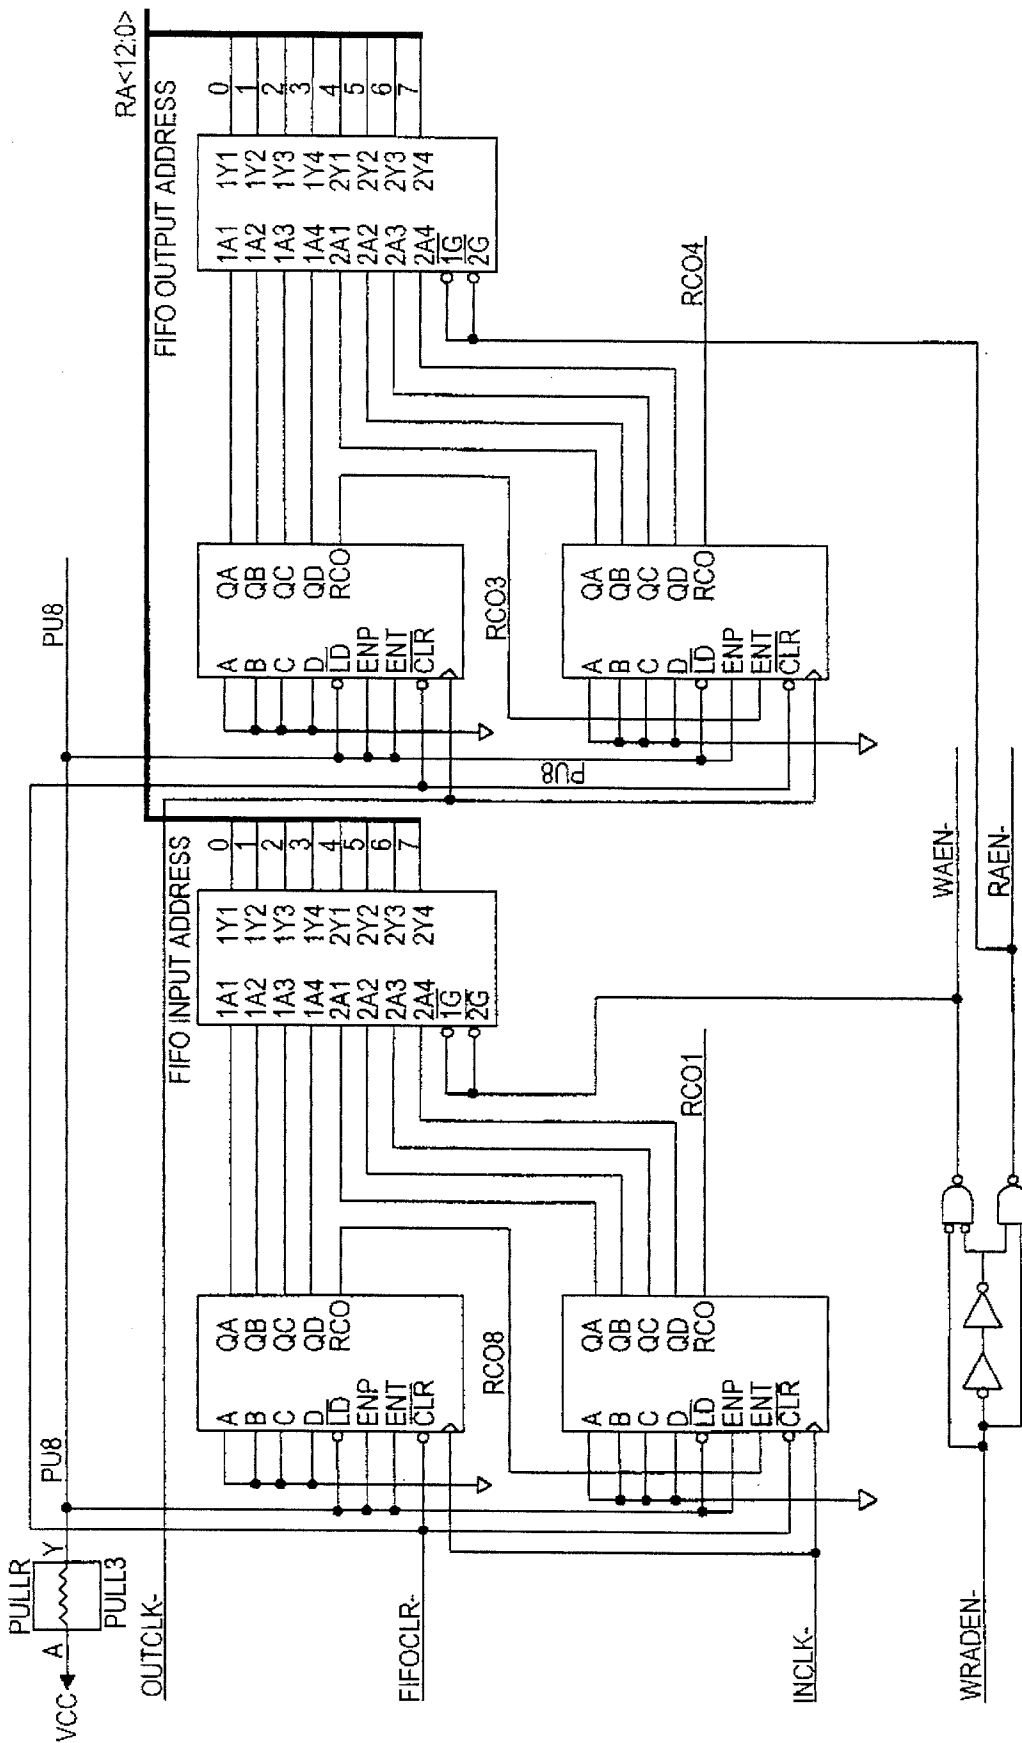 VCC
A
PULLR
PULL3
Y
PU8
PU8
RA<12:0>
OUTCLK-
FIFO INPUT ADDRESS
FIFO OUTPUT ADDRESS
A
B
C
D
LD
ENP
ENT
CLR
QA
QB
QC
QD
RCO
1A1
1A2
1A3
1A4
2A1
2A2
2A3
2A4
1G
2G
1Y1
1Y2
1Y3
1Y4
2Y1
2Y2
2Y3
2Y4
0
1
2
3
4
5
6
7
A
B
C
D
LD
ENP
ENT
CLR
QA
QB
QC
QD
RCO
1A1
1A2
1A3
1A4
2A1
2A2
2A3
2A4
1G
2G
1Y1
1Y2
1Y3
1Y4
2Y1
2Y2
2Y3
2Y4
0
1
2
3
4
5
6
7
FIFOCLR-
RCO8
PU8
RCO3
A
B
C
D
LD
ENP
ENT
CLR
QA
QB
QC
QD
RCO
RCO1
A
B
C
D
LD
ENP
ENT
CLR
QA
QB
QC
QD
RCO
RCO4
INCLK-
WRADEN-
WAEN-
RAEN-